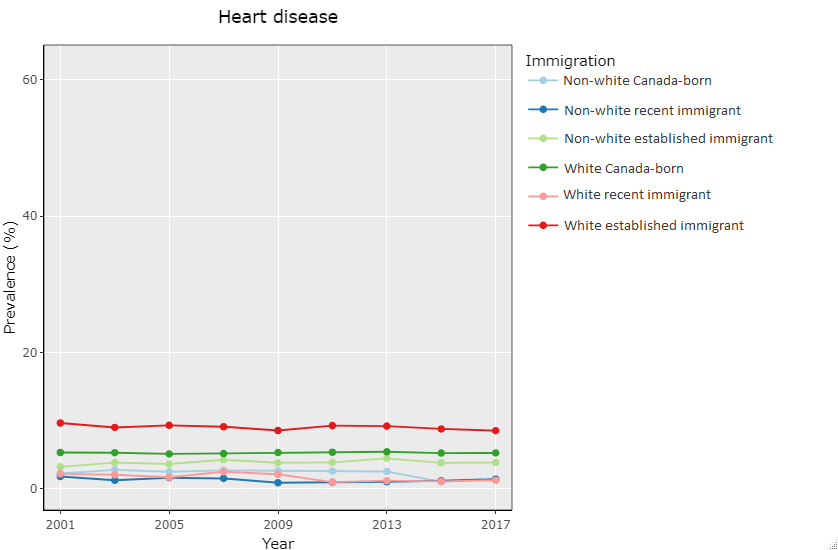 Heart disease
Immigration
Non-white Canada-born
Non-white recent immigrant
Non-white established immigrant
White Canada-born
White recent immigrant
White established immigrant
Prevalence (%)
60
40
20
0
2001 2005 2009 2013 2017
Year